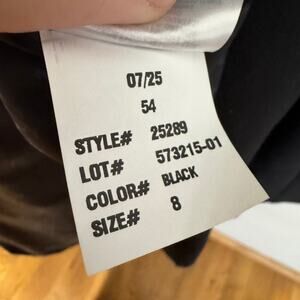 07/25
54
STYLE# 25289
LOT# 573215-01
COLOR# BLACK
SIZE# 8